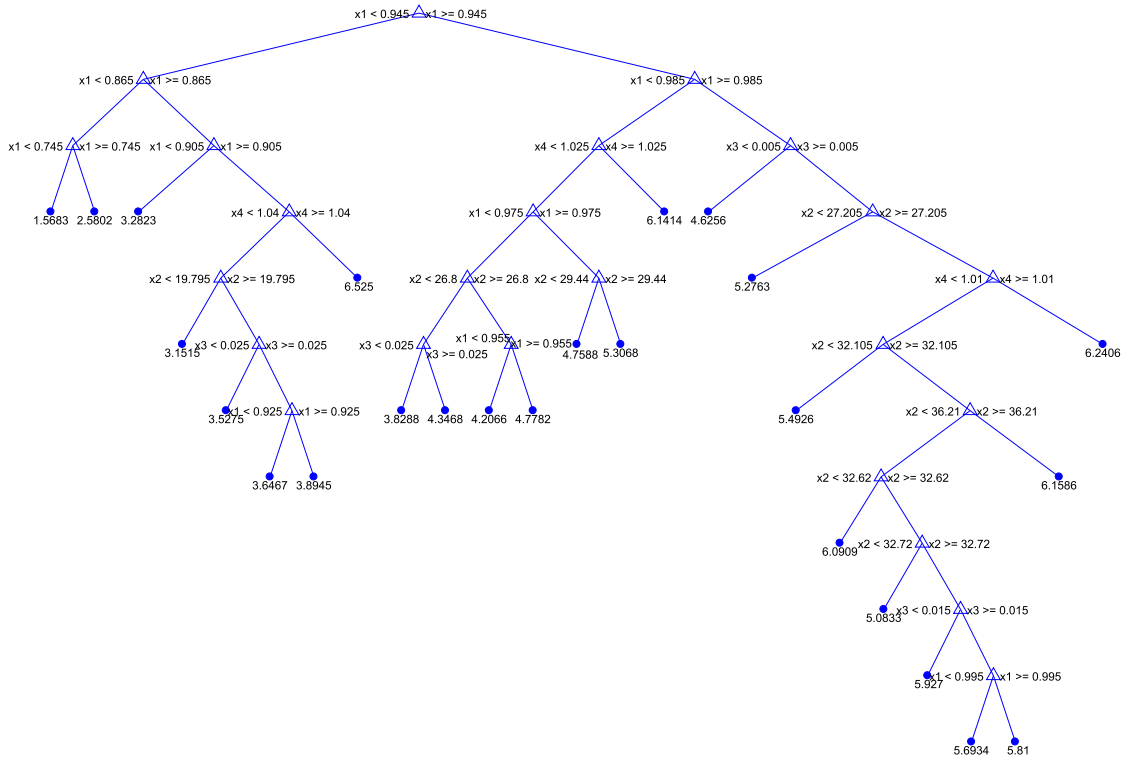 x1 < 0.945 x1 >= 0.945
x1 < 0.865 x1 >= 0.865 x1 < 0.985 x1 >= 0.985
x1 < 0.745 x1 >= 0.745 x1 < 0.905 x1 >= 0.905 x4 < 1.025 x4 >= 1.025 x3 < 0.005 x3 >= 0.005
1.5683 2.5802 3.2823 x4 < 1.04 x4 >= 1.04 x1 < 0.975 x1 >= 0.975 6.1414 4.6256 x2 < 27.205 x2 >= 27.205
x2 < 19.795 x2 >= 19.795 6.525 x2 < 26.8 x2 >= 26.8 x2 < 29.44 x2 >= 29.44 5.2763 x4 < 1.01 x4 >= 1.01
3.1515 x3 < 0.025 x3 >= 0.025 x3 < 0.025 x3 >= 0.025 x1 < 0.955 x1 >= 0.955 4.7588 5.3068 x2 < 32.105 x2 >= 32.105 6.2406
3.5275 x1 < 0.925 x1 >= 0.925 3.8288 4.3468 4.2066 4.7782 5.4926 x2 < 36.21 x2 >= 36.21
3.6467 3.8945 x2 < 32.62 x2 >= 32.62 6.1586
6.0909 x2 < 32.72 x2 >= 32.72
5.0833 x3 < 0.015 x3 >= 0.015
5.927 x1 < 0.995 x1 >= 0.995
5.6934 5.81